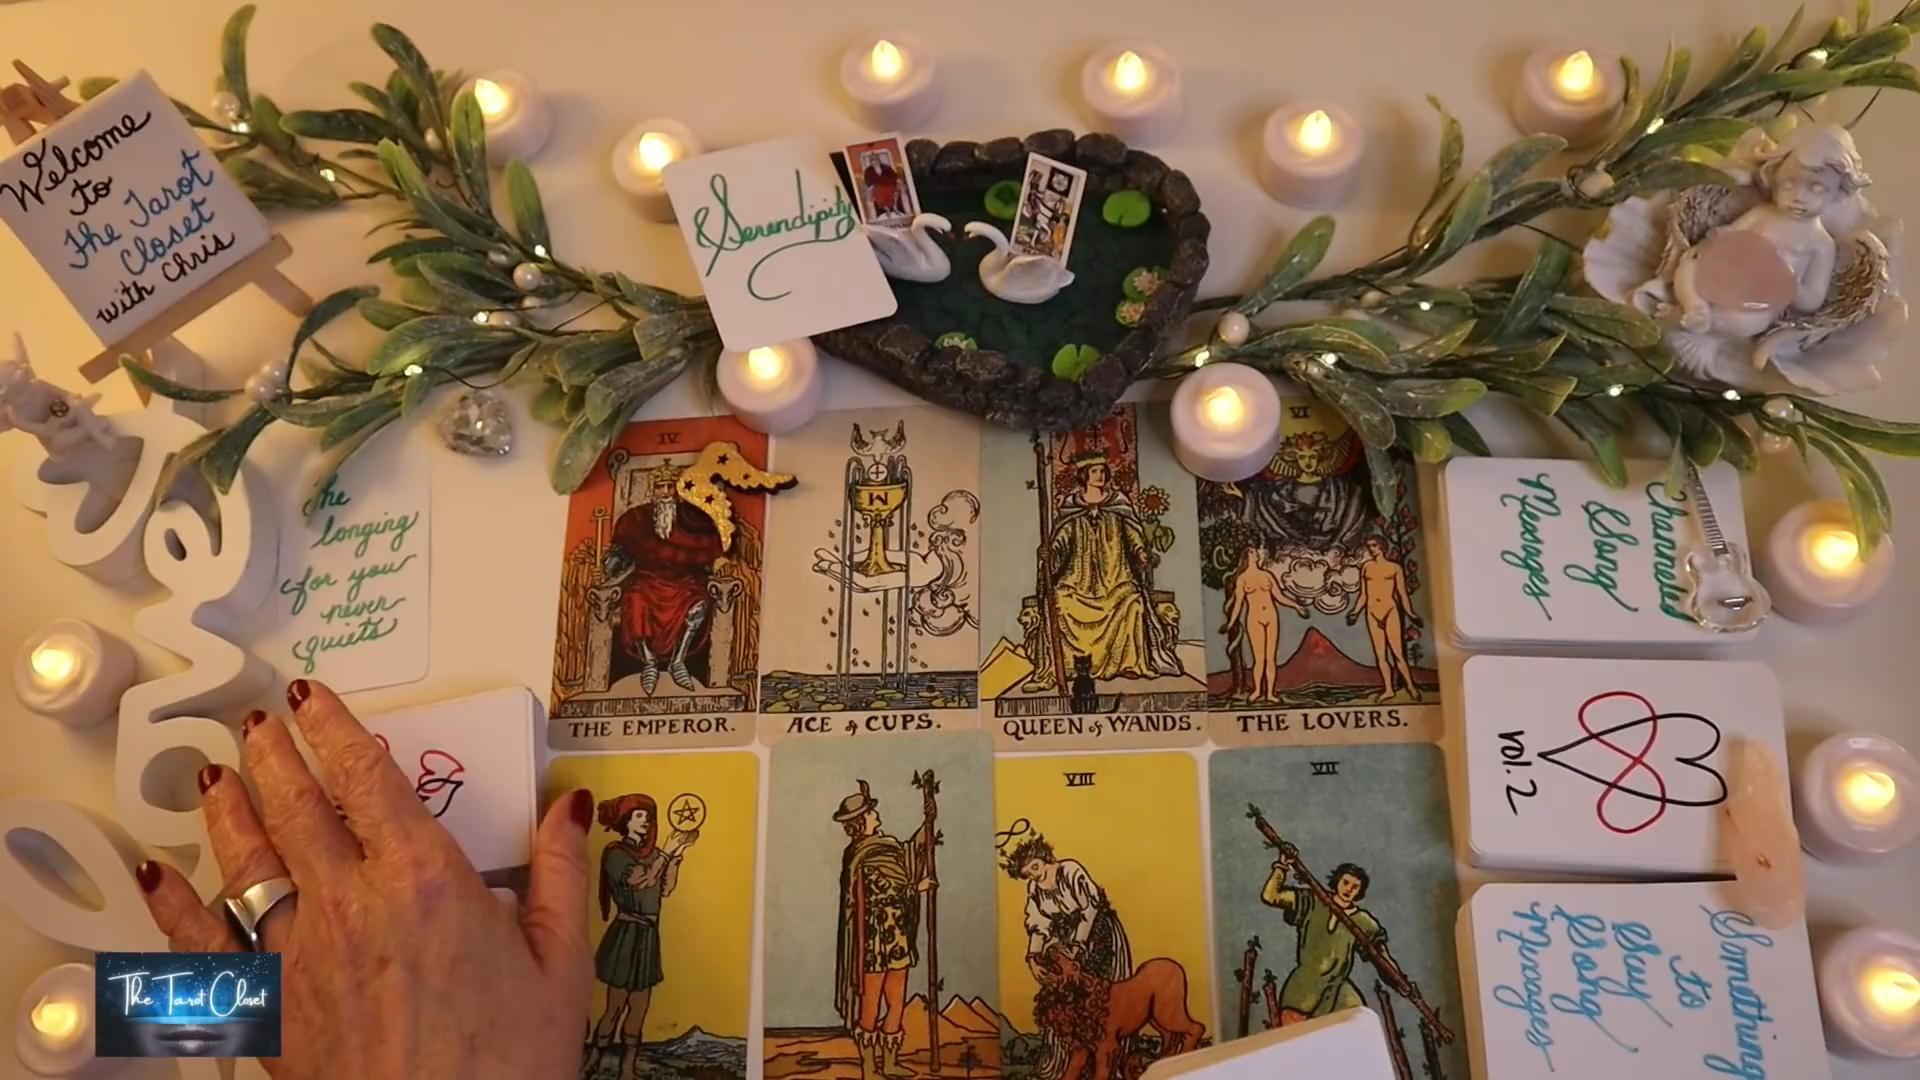 Welcome
to
The Tarot
Closet
with Chris
Serendipity
The
longing
for you
never
quiets
IV
THE EMPEROR.
ACE of CUPS.
QUEEN of WANDS.
VI
THE LOVERS.
VIII
VII
Channeled
Song
Messages
vol. 2
Something
to
Say
Song
Messages
The Tarot Closet